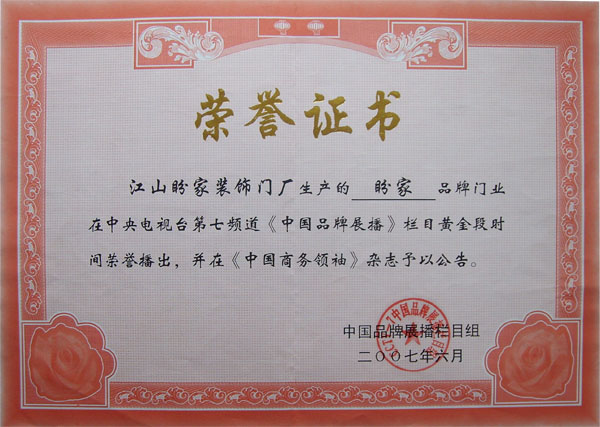 荣誉证书
江山盼家装饰门厂生产的 盼家 品牌门业
在中央电视台第七频道《中国品牌展播》栏目黄金段时
间荣誉播出，并在《中国商务领袖》杂志予以公告。
中国品牌展播栏目组
二〇〇七年六月